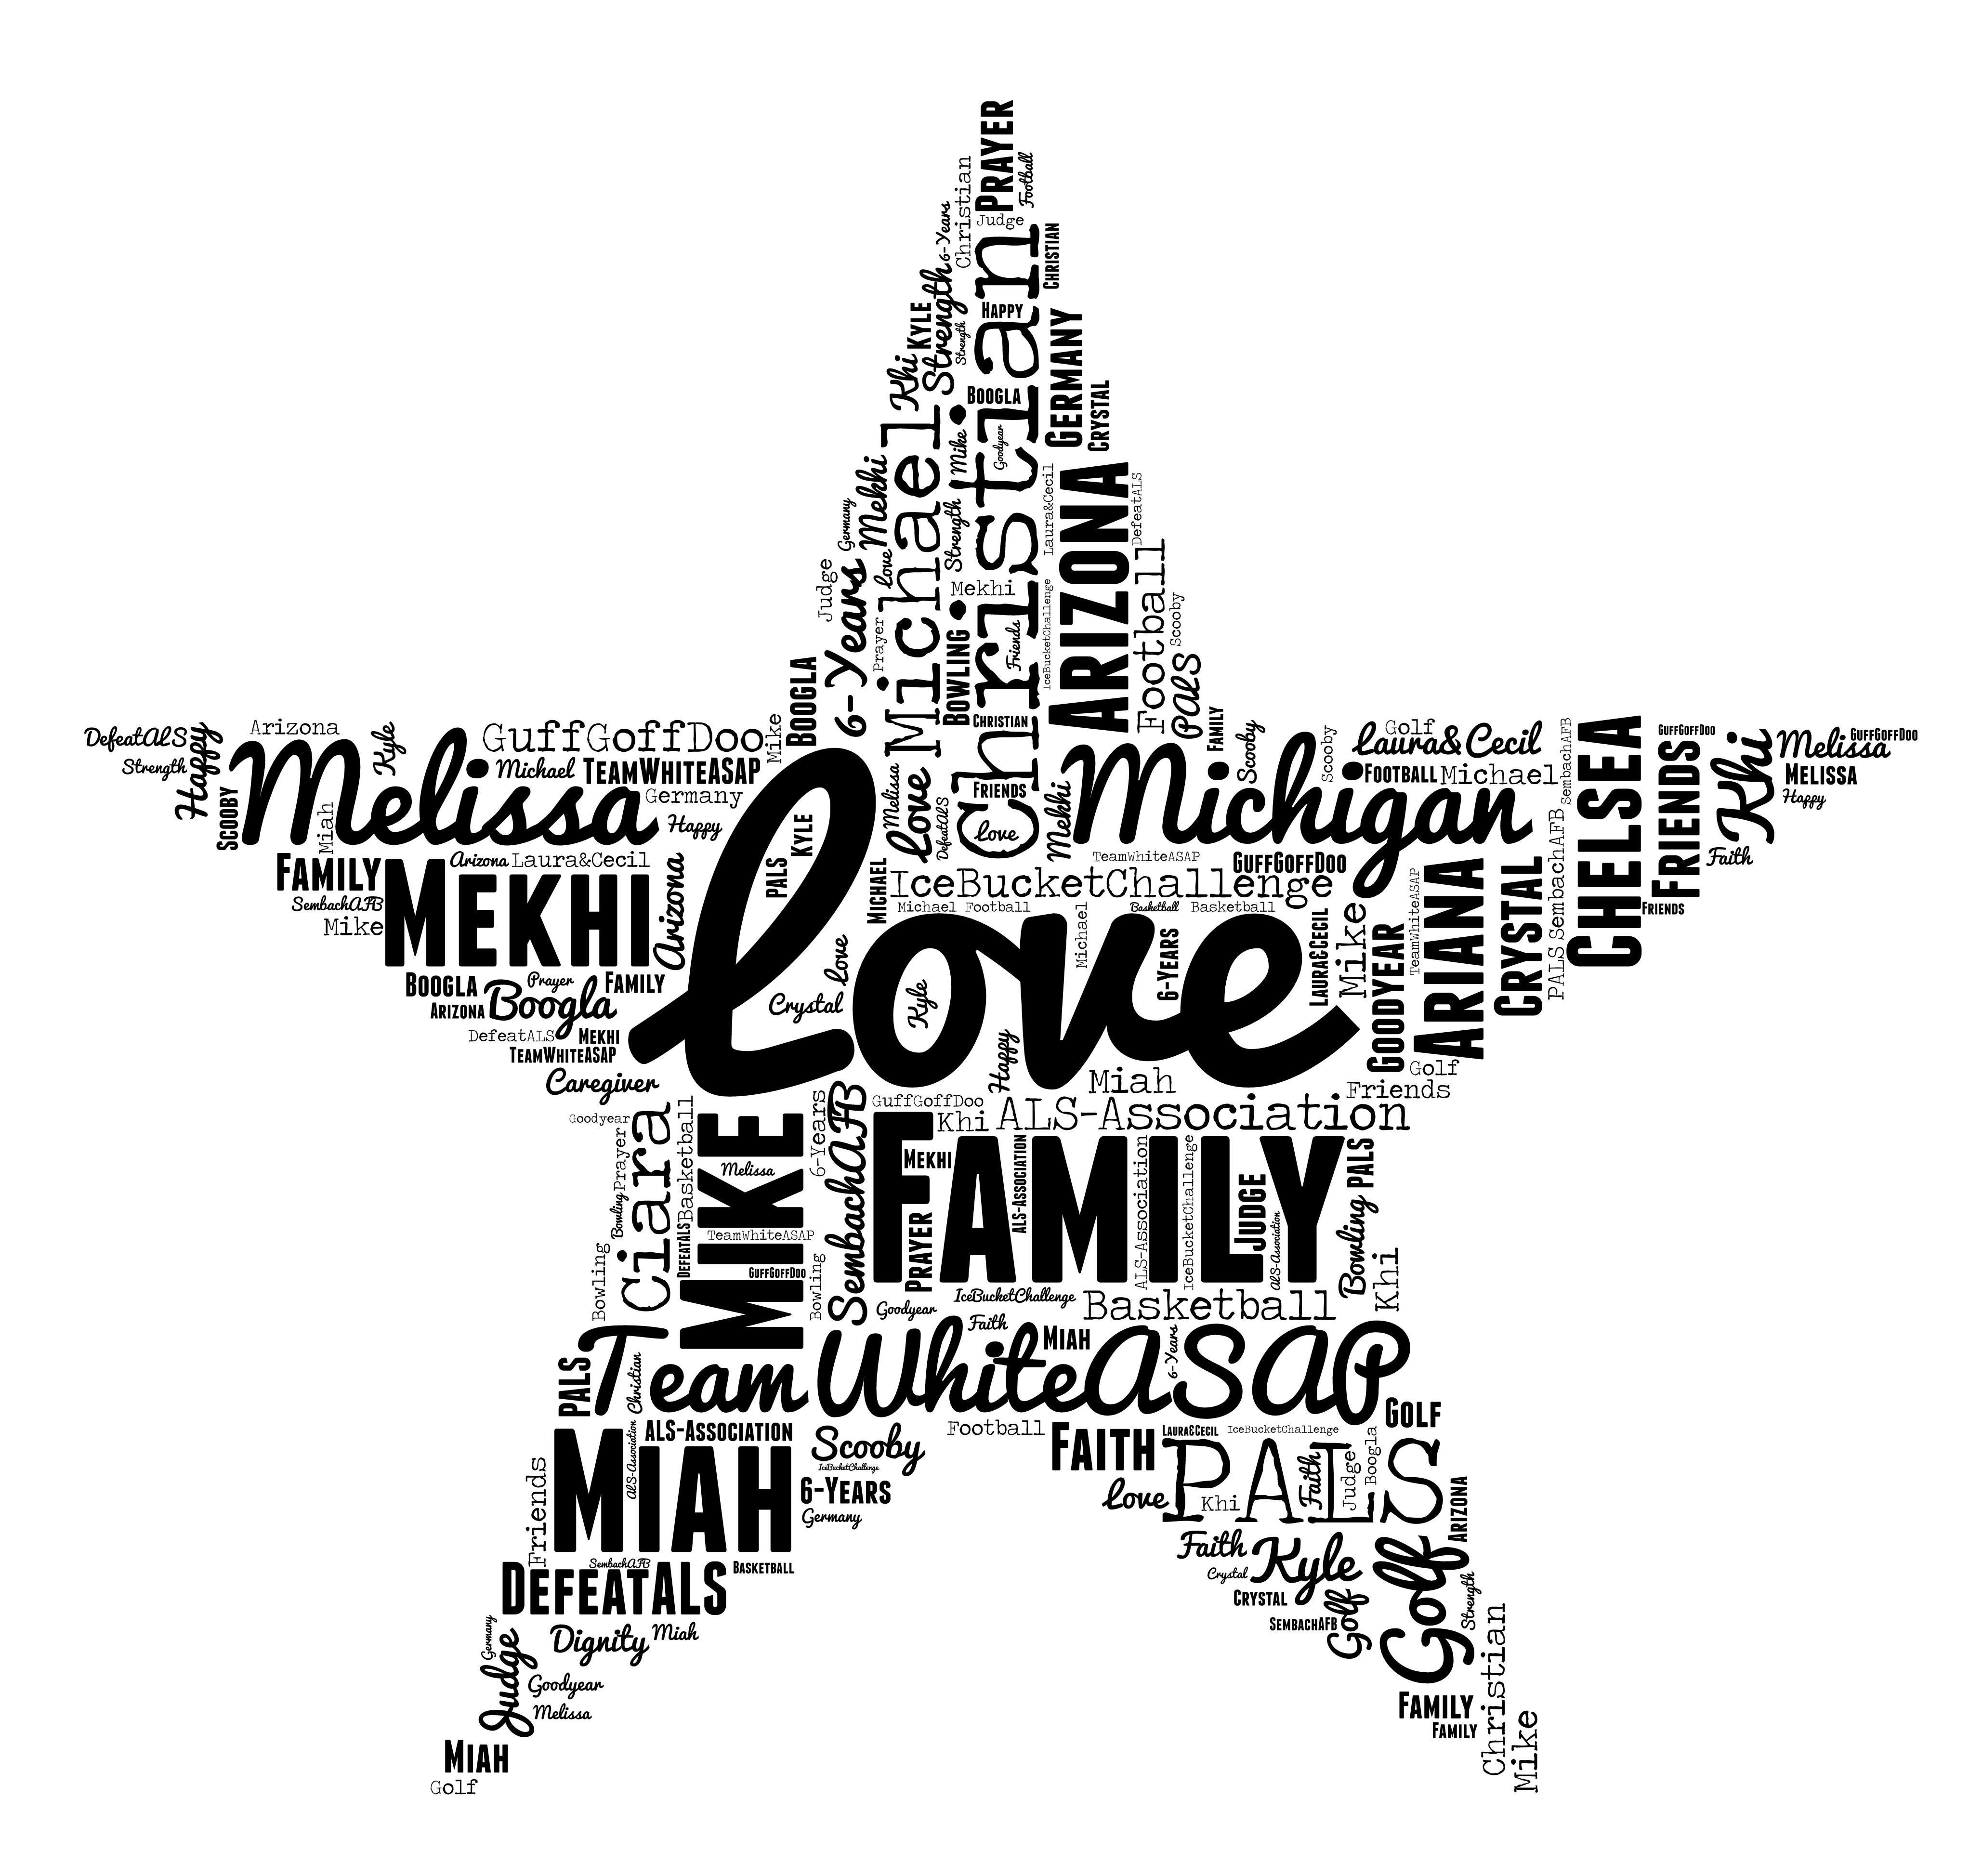 PRAYER
Football
Christian
Judge
6-Years
Christian
CHRISTIAN
Strength
HAPPY
KYLE
Strength
GERMANY
Khi
BOOGLA
CRYSTAL
Michael
Mike
Goodyear
Mekhi
Laura&Cecil
ARIZONA
DefeatALS
Germany
Strength
6-Years
Love
Judge
Mekhi
IceBucketChallenge
Football
Scooby
Prayer
BOWLING
Friends
PALS
BOOGLA
CHRISTIAN
FAMILY
DefeatALS
Strength
Happy
Arizona
Kyle
GuffGoffDoo
Mike
SCOOBY
Melissa
Michael
TEAMWHITEASAP
Germany
Happy
Miah
Love
KYLE
PALS
Melissa
Love
DefeatALS
FRIENDS
Love
Mekhi
Michigan
Scooby
Scooby
Golf
Laura&Cecil
FOOTBALL
Michael
SembachAFB
CHELSEA
GUFFGOFFDOO
FRIENDS
Khi
Melissa
GUFFGOFFDOO
MELISSA
Happy
Faith
FRIENDS
FAMILY
SembachAFB
Mike
Arizona
Laura&Cecil
MEKHI
Arizona
MICHAEL
TeamWhiteASAP
GUFFGOFFDOO
IceBucketChallenge
Michael
Football
Basketball
Basketball
Michael
6-YEARS
LAURA&CECIL
Mike
GOODYEAR
TeamWhiteASAP
ARIANA
CRYSTAL
SembachAFB
PALS
BOOGLA
Prayer
FAMILY
ARIZONA
Boogla
DefeatALS
MEKHI
TEAMWHITEASAP
Caregiver
Love
Crystal
Kyle
Happy
Miah
Golf
Friends
Goodyear
Prayer
Bowling
Ciara
Basketball
DEFEATALS
MIKE
Melissa
TeamWhiteASAP
GUFFGOFFDOO
6-Years
SembachAFB
Bowling
Bowling
GuffGoffDoo
Khi
ALS-Association
FAMILY
MEKHI
PRAYER
ALS-ASSOCIATION
ALS-Association
IceBucketChallenge
JUDGE
ALS-Association
PALS
Bowling
Khi
Goodyear
IceBucketChallenge
Basketball
Faith
MIAH
6-Years
TeamWhiteASAP
PALS
Christian
ALS-Association
ALS-ASSOCIATION
Scooby
IceBucketChallenge
Football
FAITH
LAURA&CECIL
IceBucketChallenge
GOLF
Friends
MIAH
6-YEARS
Germany
Love
PALS
Khi
Faith
Judge
Boogla
ARIZONA
SembachAFB
BASKETBALL
DEFEATALS
Faith
Kyle
Crystal
CRYSTAL
Golf
SEMBACHAFB
Golf
Strength
Germany
Judge
Dignity
Miah
Goodyear
Melissa
FAMILY
FAMILY
Christian
Mike
MIAH
Golf